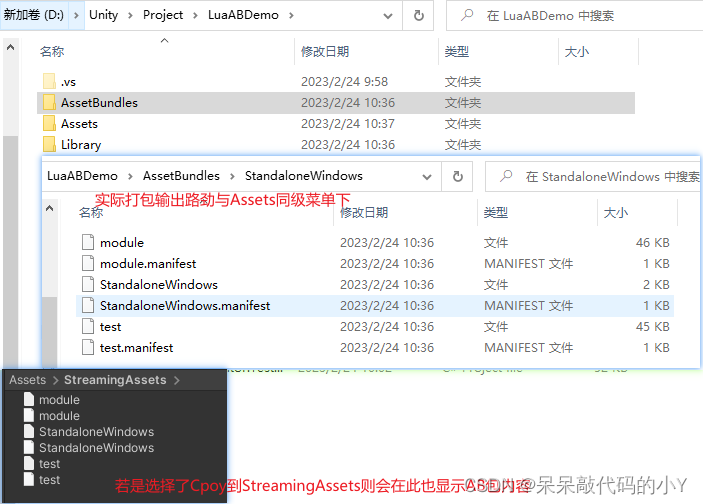 新加卷 (D:) > Unity > Project > LuaABDemo >
在 LuaABDemo 中搜索
名称 修改日期 类型 大小
.vs 2023/2/24 9:58 文件夹
AssetBundles 2023/2/24 10:36 文件夹
Assets 2023/2/24 10:37 文件夹
Library 2023/2/24 10:36 文件夹
LuaABDemo > AssetBundles > StandaloneWindows
在 StandaloneWindows 中搜索
实际打包输出路劾与Assets同级菜单下
名称 修改日期 类型 大小
module 2023/2/24 10:36 文件 46 KB
module.manifest 2023/2/24 10:36 MANIFEST 文件 1 KB
StandaloneWindows 2023/2/24 10:36 文件 2 KB
StandaloneWindows.manifest 2023/2/24 10:36 MANIFEST 文件 1 KB
test 2023/2/24 10:36 文件 45 KB
test.manifest 2023/2/24 10:36 MANIFEST 文件 1 KB
Assets > StreamingAssets >
module
module
StandaloneWindows
StandaloneWindows
test
test
若是选择了Cpoy到StreamingAssets则会在此也显示AB包内容
CSDN @呆呆敲代码的小Y